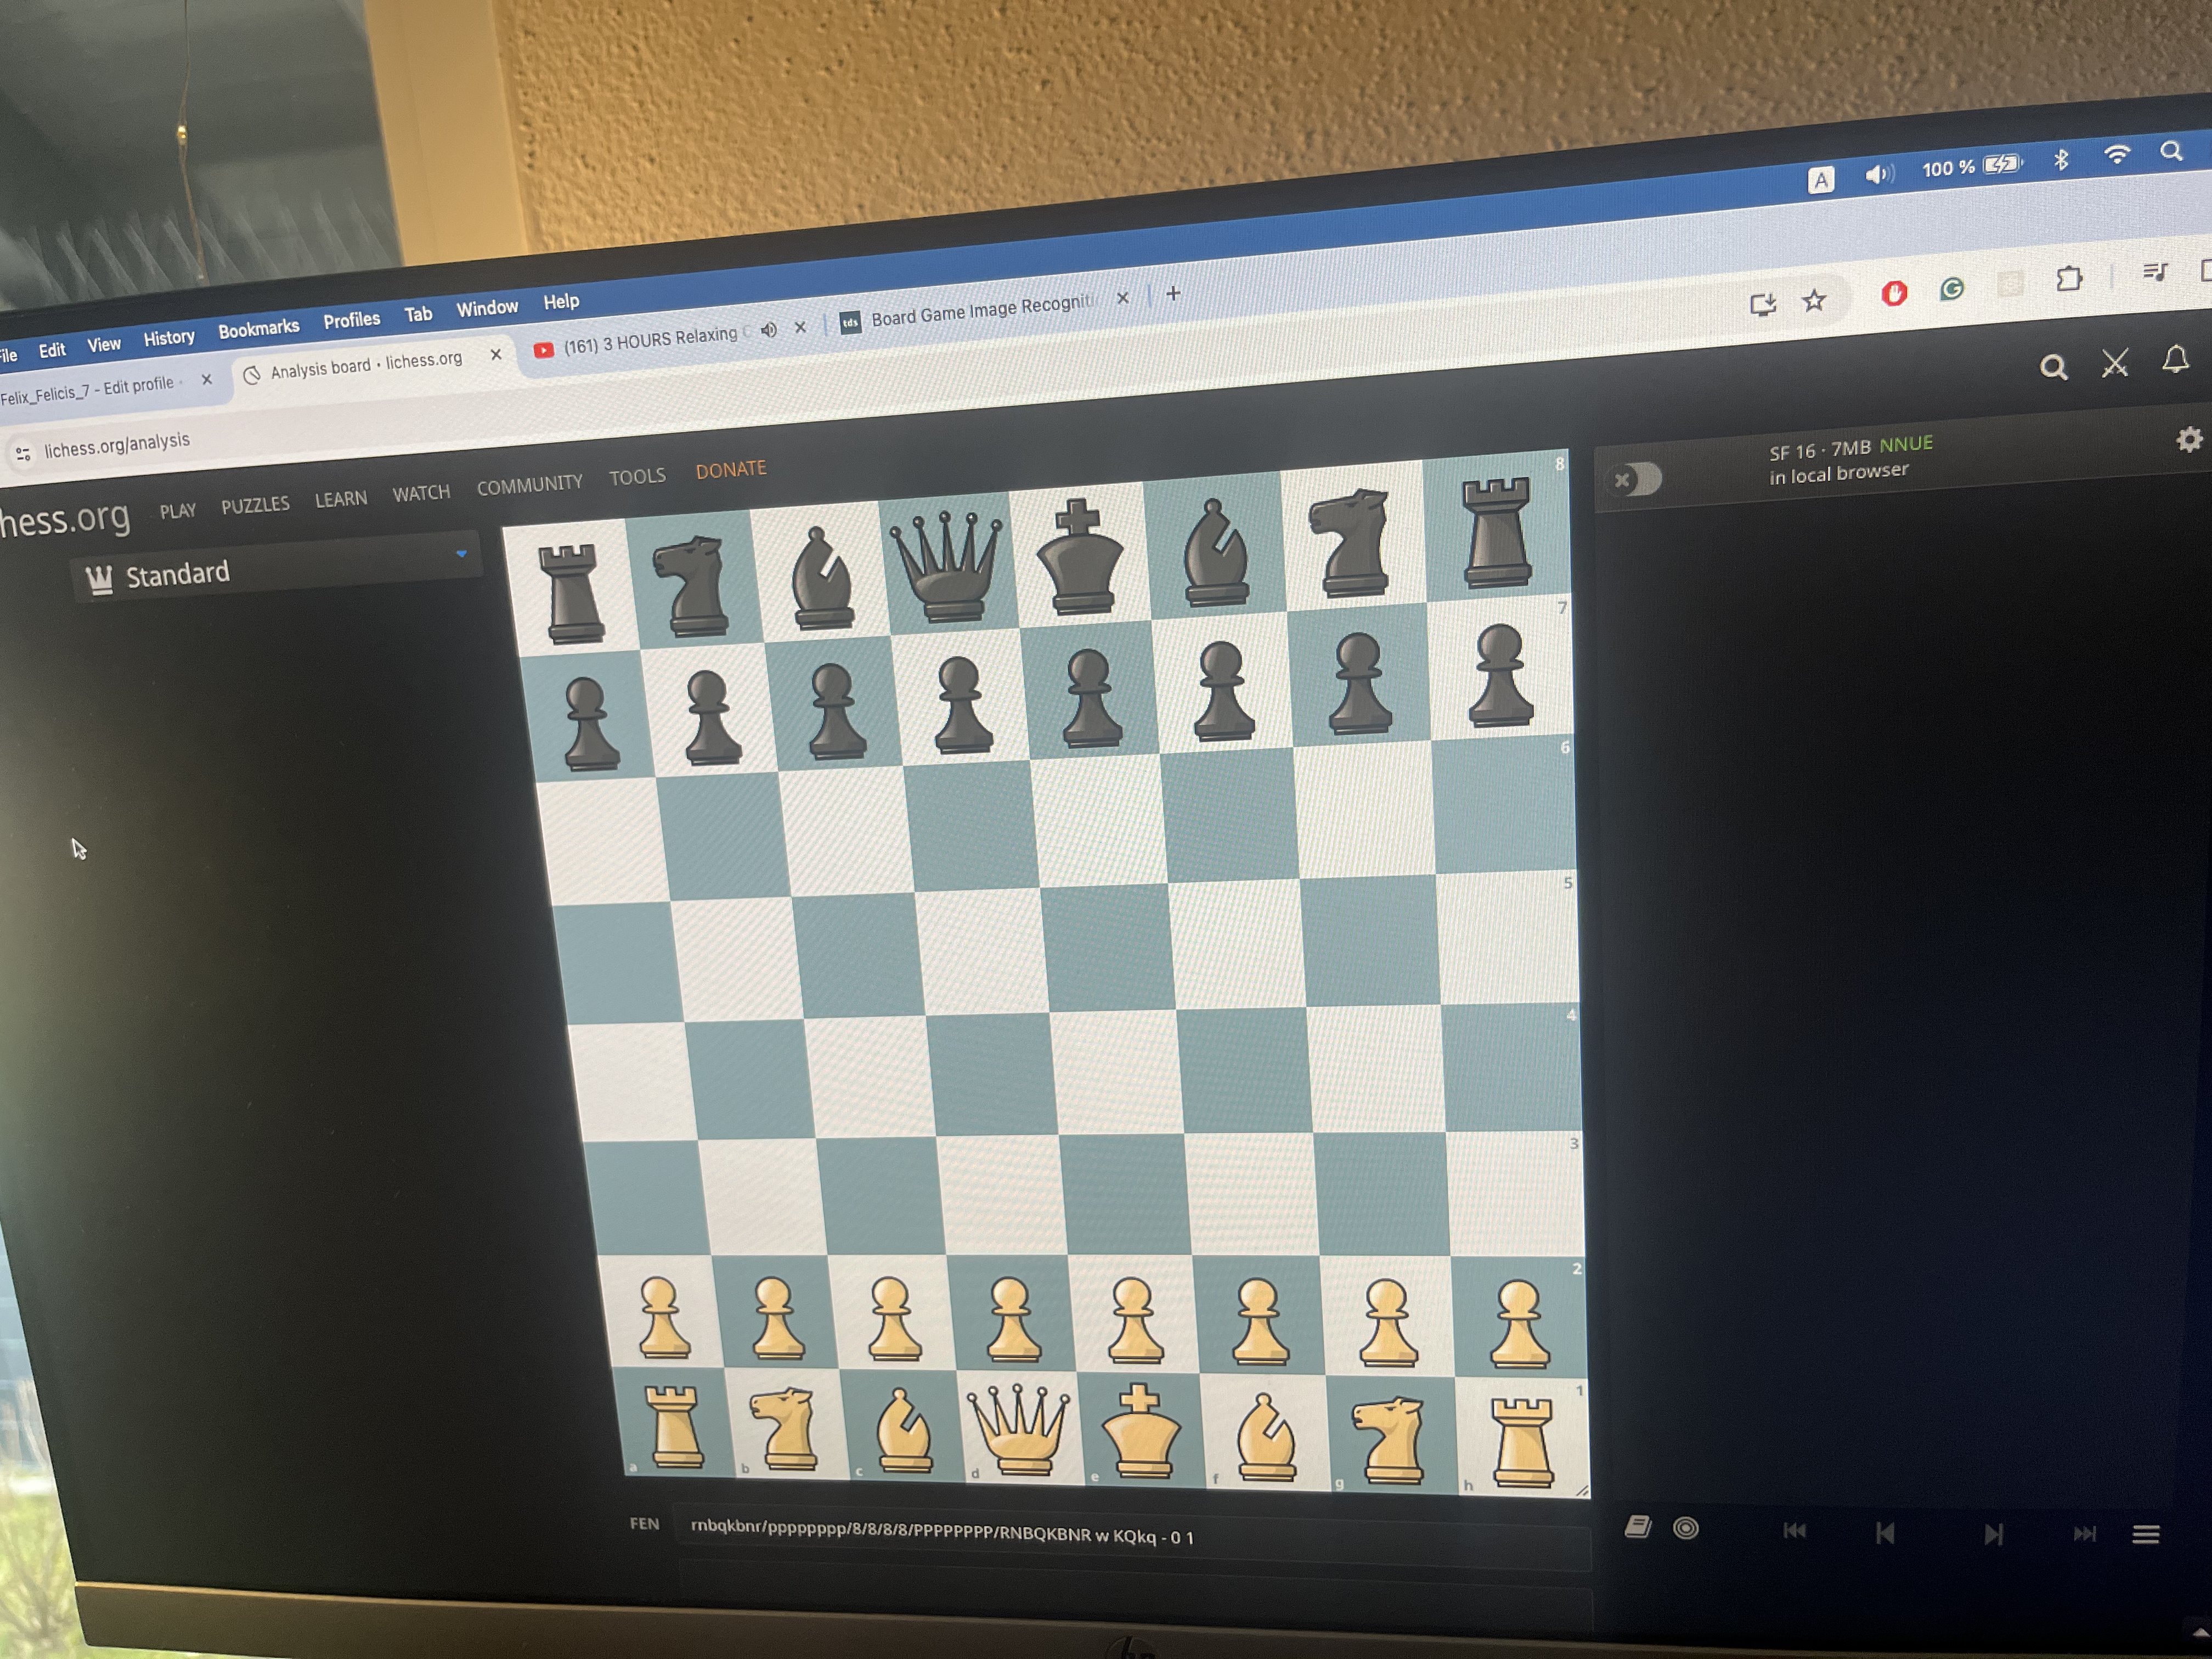 File Edit View History Bookmarks Profiles Tab Window Help
A 100 %
Felix_Felicis_7 - Edit profile
Analysis board • lichess.org
(161) 3 HOURS Relaxing
tds Board Game Image Recogniti
lichess.org/analysis
hess.org PLAY PUZZLES LEARN WATCH COMMUNITY TOOLS DONATE
Standard
SF 16 · 7MB NNUE
in local browser
8
7
6
5
4
3
2
1
a b c d e f g h
FEN rnbqkbnr/pppppppp/8/8/8/8/PPPPPPPP/RNBQKBNR w KQkq - 0 1